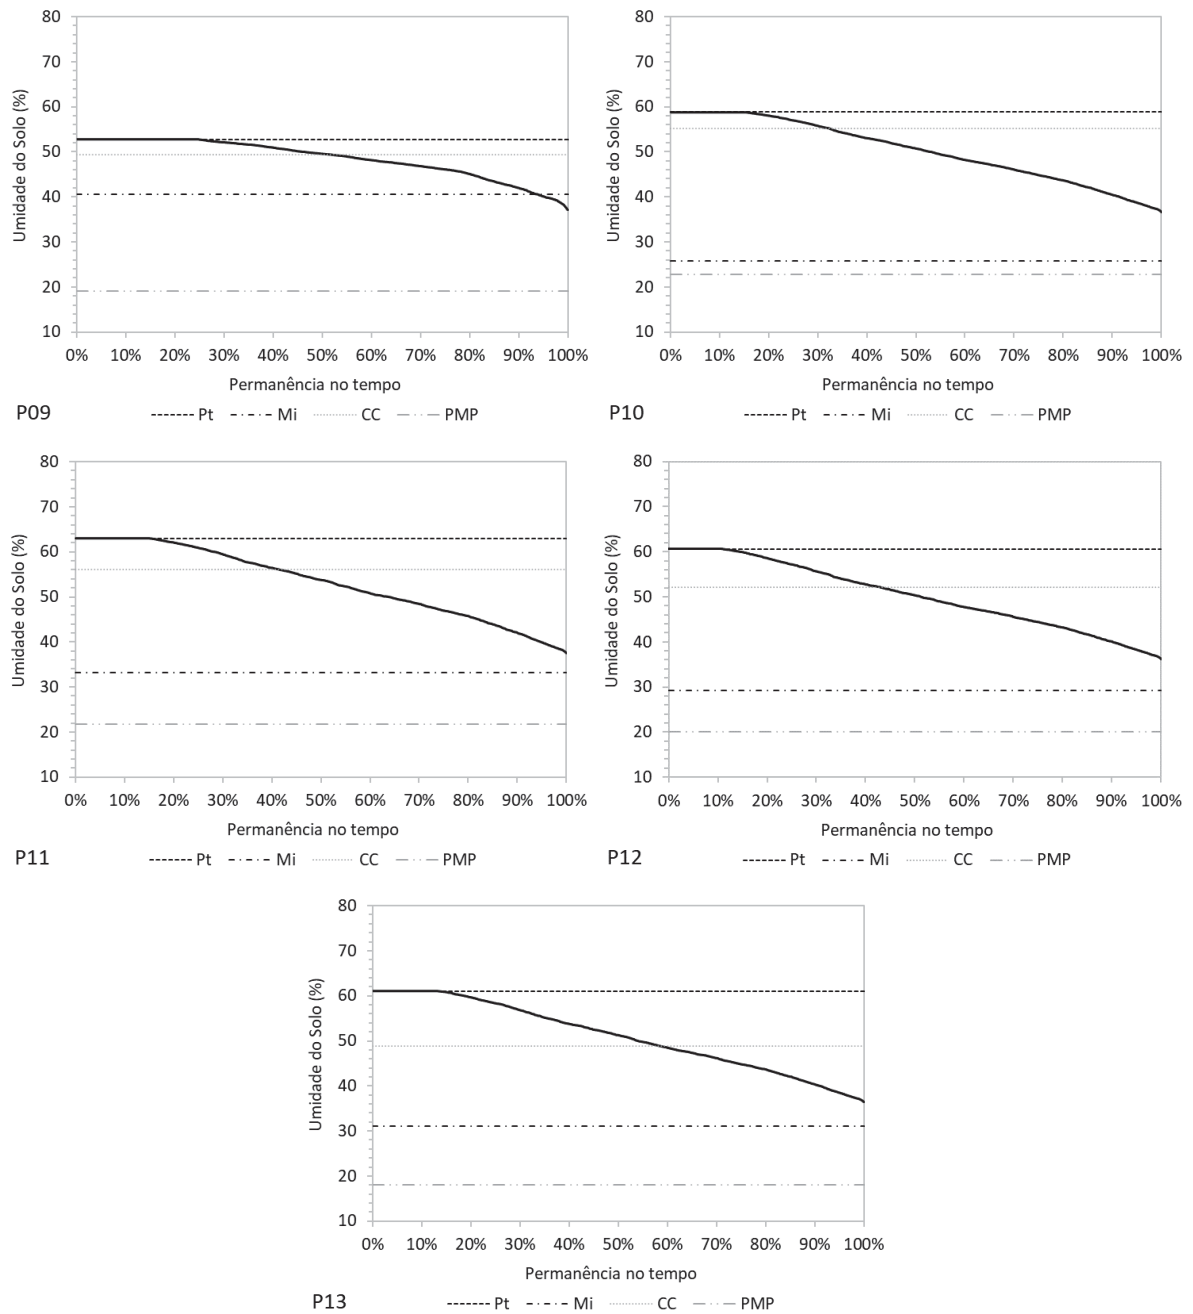 80
70
60
50
40
30
20
10
Umidade do Solo (%)
0% 10% 20% 30% 40% 50% 60% 70% 80% 90% 100%
Permanência no tempo
P09 Pt Mi CC PMP
80
70
60
50
40
30
20
10
Umidade do Solo (%)
0% 10% 20% 30% 40% 50% 60% 70% 80% 90% 100%
Permanência no tempo
P10 Pt Mi CC PMP
80
70
60
50
40
30
20
10
Umidade do Solo (%)
0% 10% 20% 30% 40% 50% 60% 70% 80% 90% 100%
Permanência no tempo
P11 Pt Mi CC PMP
80
70
60
50
40
30
20
10
Umidade do Solo (%)
0% 10% 20% 30% 40% 50% 60% 70% 80% 90% 100%
Permanência no tempo
P12 Pt Mi CC PMP
80
70
60
50
40
30
20
10
Umidade do Solo (%)
0% 10% 20% 30% 40% 50% 60% 70% 80% 90% 100%
Permanência no tempo
P13 Pt Mi CC PMP